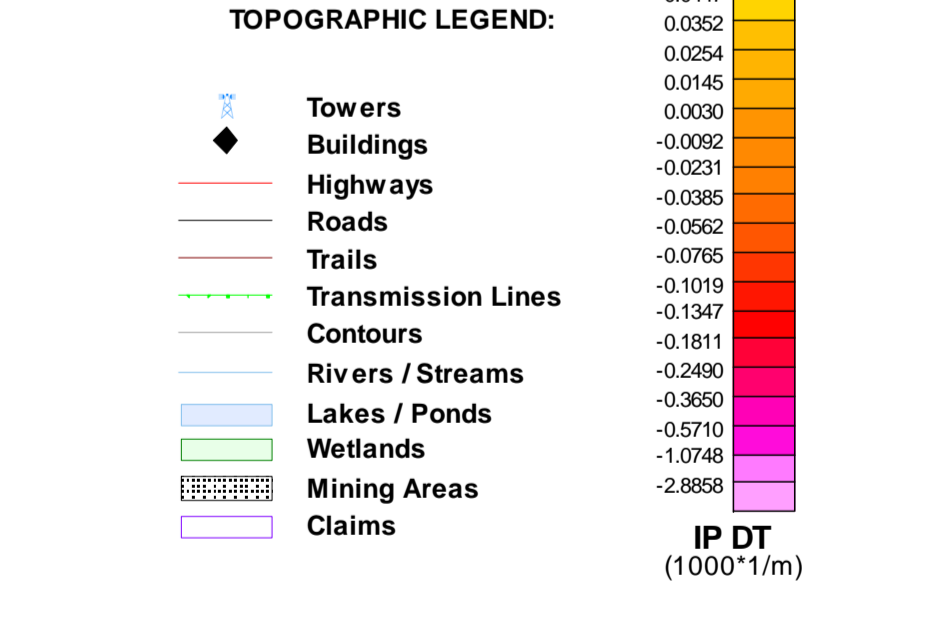 TOPOGRAPHIC LEGEND:
Towers
Buildings
Highways
Roads
Trails
Transmission Lines
Contours
Rivers / Streams
Lakes / Ponds
Wetlands
Mining Areas
Claims
0.0352
0.0254
0.0145
0.0030
-0.0092
-0.0231
-0.0385
-0.0562
-0.0765
-0.1019
-0.1347
-0.1811
-0.2490
-0.3650
-0.5710
-1.0748
-2.8858
IP DT
(1000*1/m)